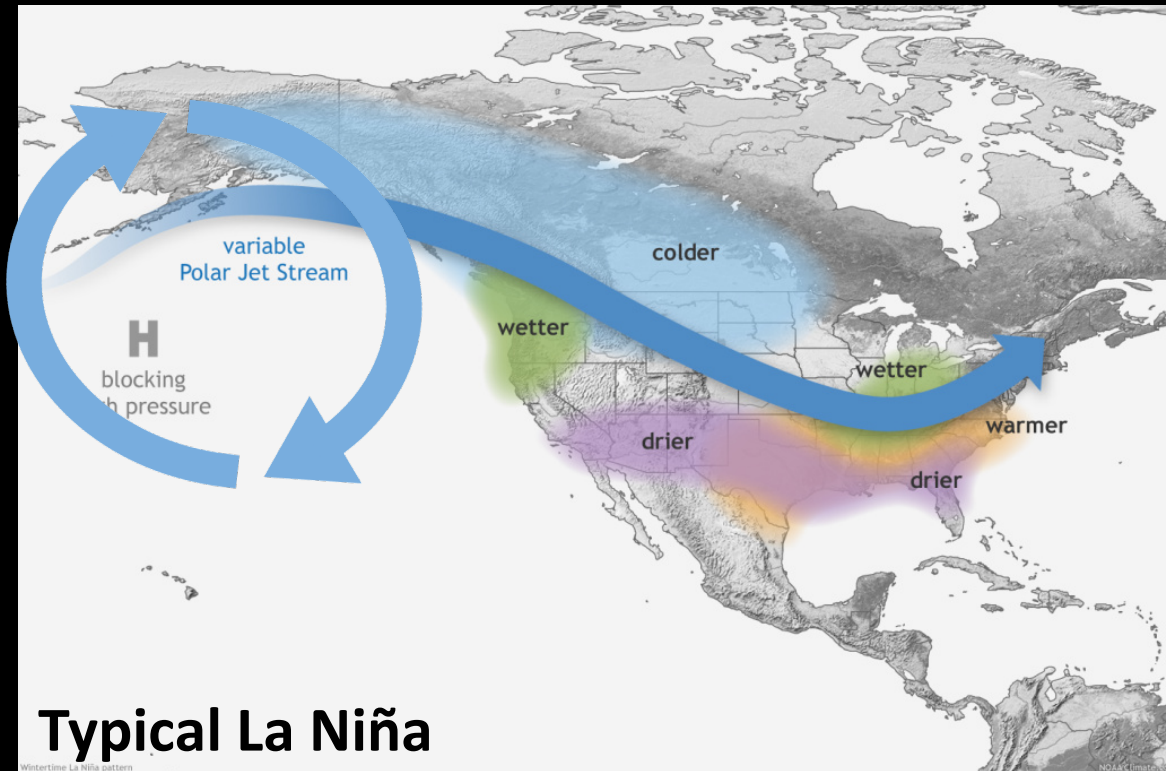 variable
Polar Jet Stream
H
blocking
pressure
colder
wetter
wetter
warmer
drier
drier
Typical La Niña
Wintertime La Niña pattern
NOAA Climate